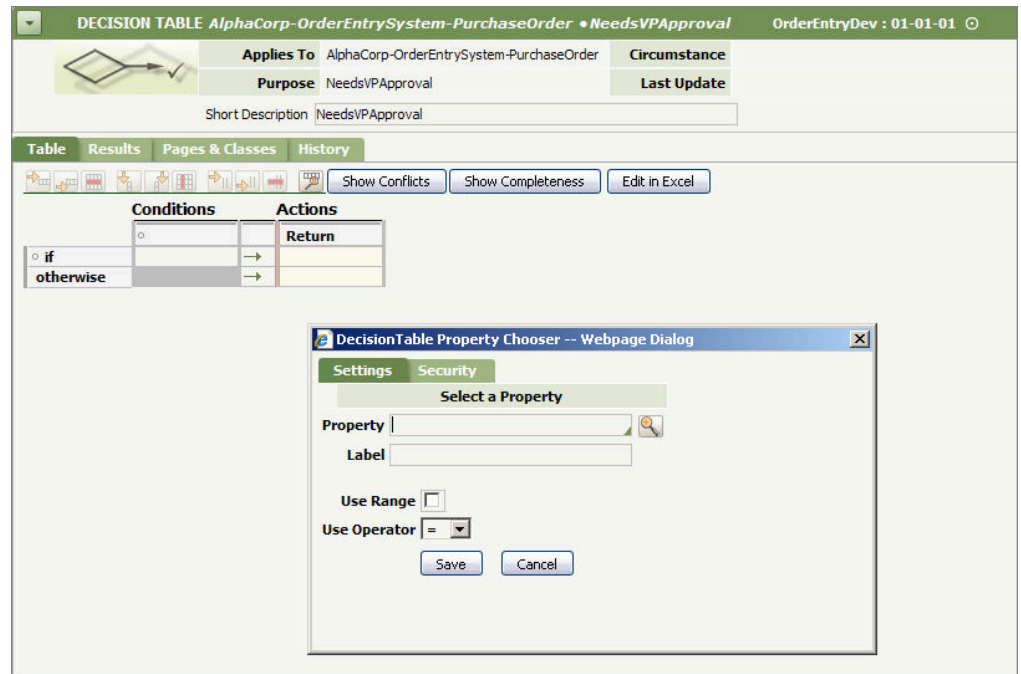 DECISION TABLE AlphaCorp-OrderEntrySystem-PurchaseOrder • NeedsVPApproval OrderEntryDev : 01-01-01
Applies To AlphaCorp-OrderEntrySystem-PurchaseOrder Circumstance
Purpose NeedsVPApproval Last Update
Short Description NeedsVPApproval
Table Results Pages & Classes History
Show Conflicts Show Completeness Edit in Excel
Conditions Actions
Return
if
otherwise
DecisionTable Property Chooser -- Webpage Dialog
Settings Security
Select a Property
Property
Label
Use Range
Use Operator =
Save Cancel